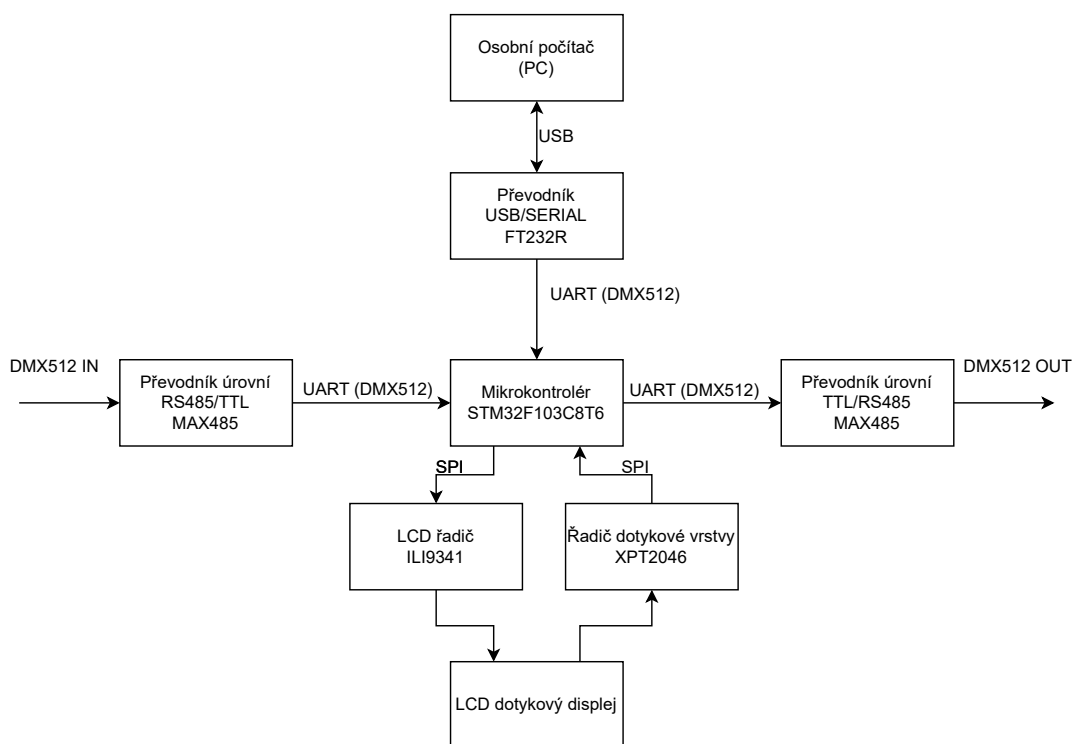 Osobní počítač
(PC)
USB
Převodník
USB/SERIAL
FT232R
UART (DMX512)
DMX512 IN
Převodník úrovní
RS485/TTL
MAX485
UART (DMX512)
Mikrokontrolér
STM32F103C8T6
UART (DMX512)
Převodník úrovní
TTL/RS485
MAX485
DMX512 OUT
SPI
SPI
LCD řadič
ILI9341
Řadič dotykové vrstvy
XPT2046
LCD dotykový displej